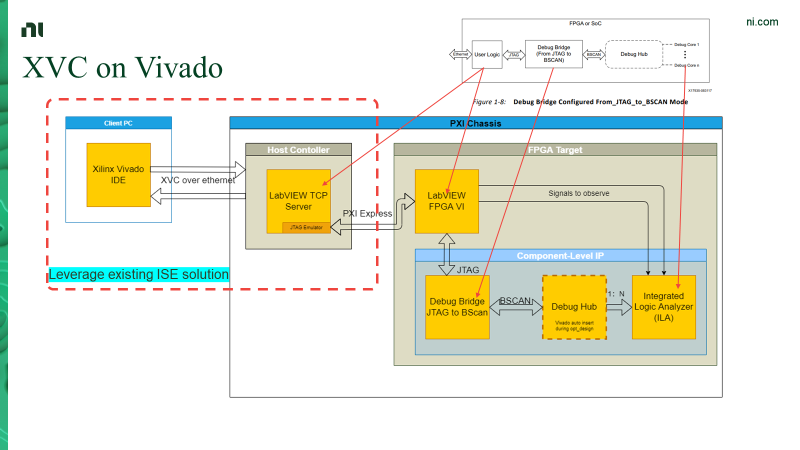 ni
ni.com
XVC on Vivado
FPGA or SoC
Ethernet
User Logic
JTAG
Debug Bridge
(From JTAG to
BSCAN)
BSCAN
Debug Hub
Debug Core 1
Debug Core n
Figure 1-8: Debug Bridge Configured From_JTAG_to_BSCAN Mode
Client PC
PXI Chassis
Xilinx Vivado
IDE
XVC over ethernet
Host Contoller
LabVIEW TCP
Server
JTAG Emulator
PXI Express
FPGA Target
LabVIEW
FPGA VI
Signals to observe
Leverage existing ISE solution
JTAG
Component-Level IP
Debug Bridge
JTAG to BScan
BSCAN
Debug Hub
Vivado auto insert
during opt_design
1: N
Integrated
Logic Analyzer
(ILA)